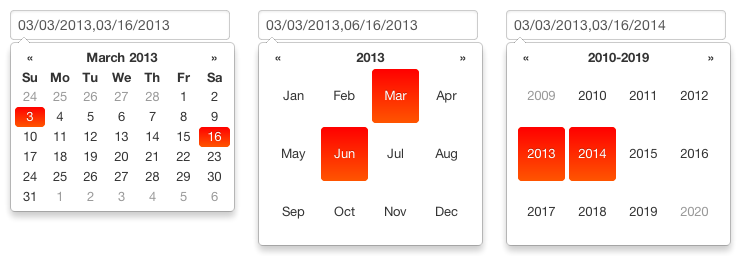 03/03/2013,03/16/2013
« March 2013 »
Su Mo Tu We Th Fr Sa
24 25 26 27 28 1 2
3 4 5 6 7 8 9
10 11 12 13 14 15 16
17 18 19 20 21 22 23
24 25 26 27 28 29 30
31 1 2 3 4 5 6
03/03/2013,06/16/2013
« 2013 »
Jan Feb Mar Apr
May Jun Jul Aug
Sep Oct Nov Dec
03/03/2013,03/16/2014
« 2010-2019 »
2009 2010 2011 2012
2013 2014 2015 2016
2017 2018 2019 2020